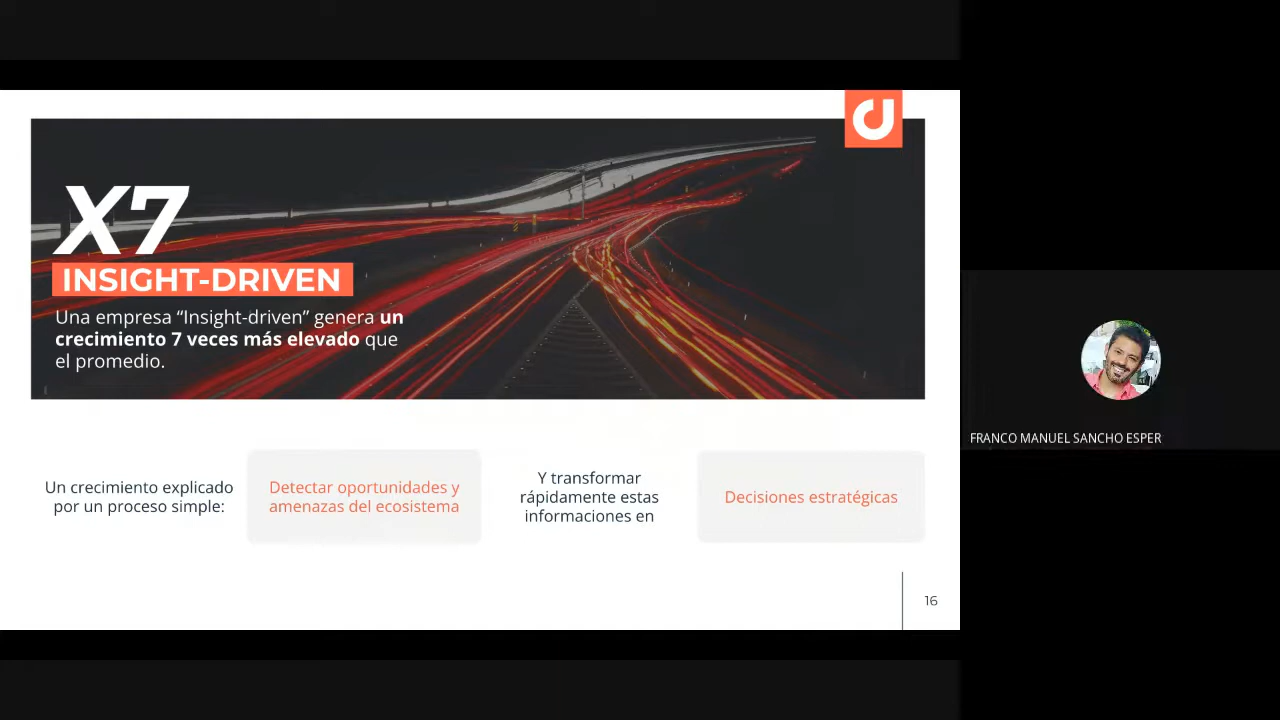 X7
INSIGHT-DRIVEN
Una empresa “Insight-driven” genera un
crecimiento 7 veces más elevado que
el promedio.
Un crecimiento explicado
por un proceso simple:
Detectar oportunidades y
amenazas del ecosistema
Y transformar
rápidamente estas
informaciones en
Decisiones estratégicas
16
FRANCO MANUEL SANCHO ESPER